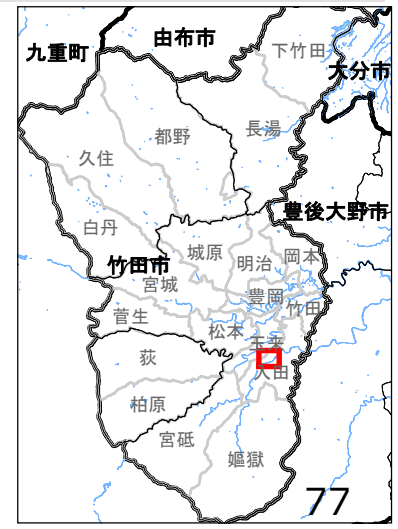 由布市
九重町
下竹田
大分市
都野
長湯
久住
白丹
豊後大野市
城原
岡本
明治
竹田市
宮城
豊岡
竹田
菅生
松本
玉来
荻
入田
柏原
宮砥
嫗獄
77